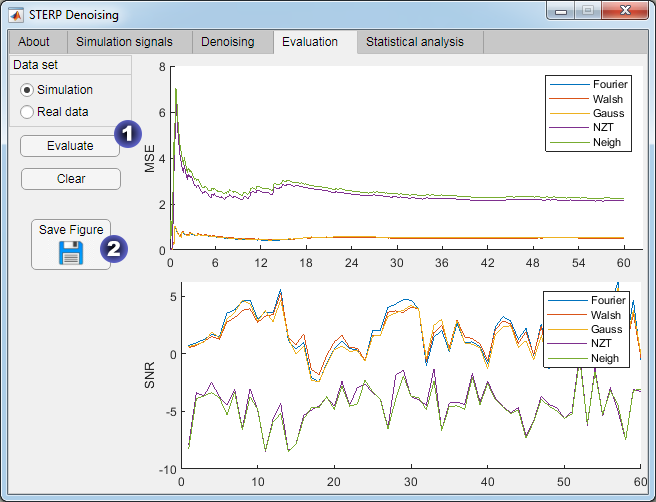 STERP Denoising
About
Simulation signals
Denoising
Evaluation
Statistical analysis
Data set
Simulation
Real data
Evaluate
1
Clear
Save Figure
2
MSE
8
6
4
2
0
0
6
12
18
24
30
36
42
48
54
60
Fourier
Walsh
Gauss
NZT
Neigh
SNR
5
0
-5
-10
0
10
20
30
40
50
60
Fourier
Walsh
Gauss
NZT
Neigh